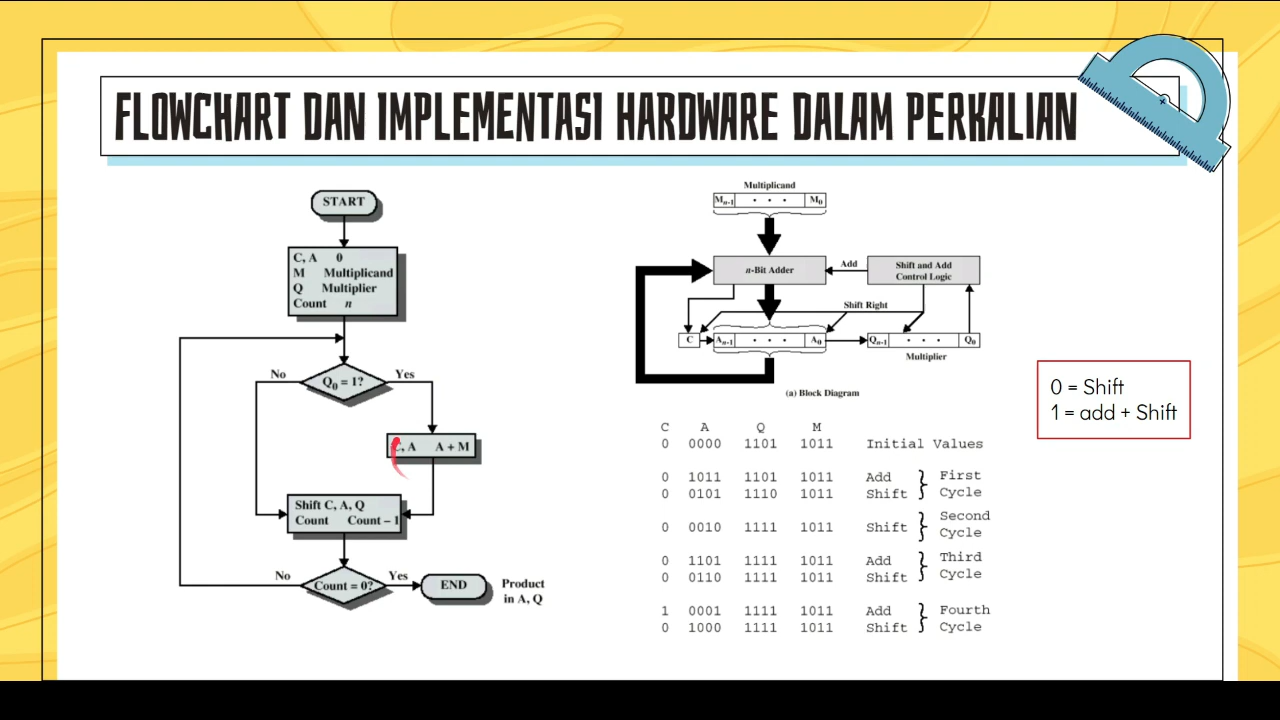 FLOWCHART DAN IMPLEMENTASI HARDWARE DALAM PERKALIAN
START
C, A 0
M Multiplicand
Q Multiplier
Count n
No
Q0 = 1?
Yes
C, A A + M
Shift C, A, Q
Count Count – 1
No
Count = 0?
Yes
END
Product
in A, Q
Multiplicand
Mn-1 · · · M0
n-Bit Adder
Add
Shift and Add
Control Logic
Shift Right
C
An-1 · · · A0
Qn-1 · · · Q0
Multiplier
(a) Block Diagram
C A Q M
0 0000 1101 1011 Initial Values
0 1011 1101 1011 Add } First
0 0101 1110 1011 Shift } Cycle
0 0010 1111 1011 Shift } Second
Cycle
0 1101 1111 1011 Add } Third
0 0110 1111 1011 Shift } Cycle
1 0001 1111 1011 Add } Fourth
0 1000 1111 1011 Shift } Cycle
0 = Shift
1 = add + Shift